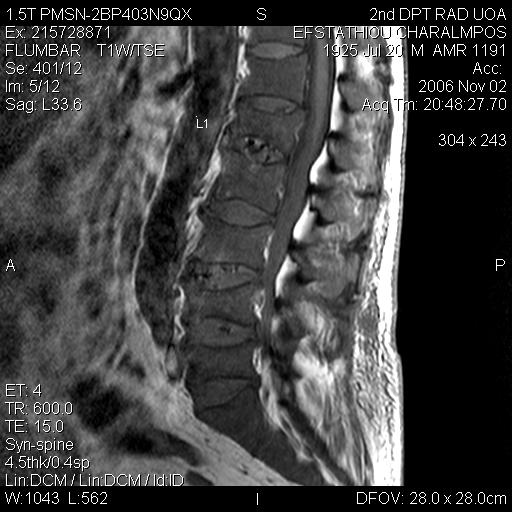 1.5T PMSN-2BP403N9QX
S
2nd DPT RAD UOA
Ex: 215728871
EFSTATHIOU CHARALMPOS
FLUMBAR T1W/TSE
1925 Jul 20 M AMR 1191
Se: 401/12
Acc:
Im: 5/12
2006 Nov 02
Sag: L33.6
Acq Tm: 20:48:27.70
L1
304 x 243
A
P
ET: 4
TR: 600.0
TE: 15.0
Syn-spine
4.5thk/0.4sp
Lin:DCM / Lin:DCM / Id:ID
W:1043 L:562
I
DFOV: 28.0 x 28.0cm